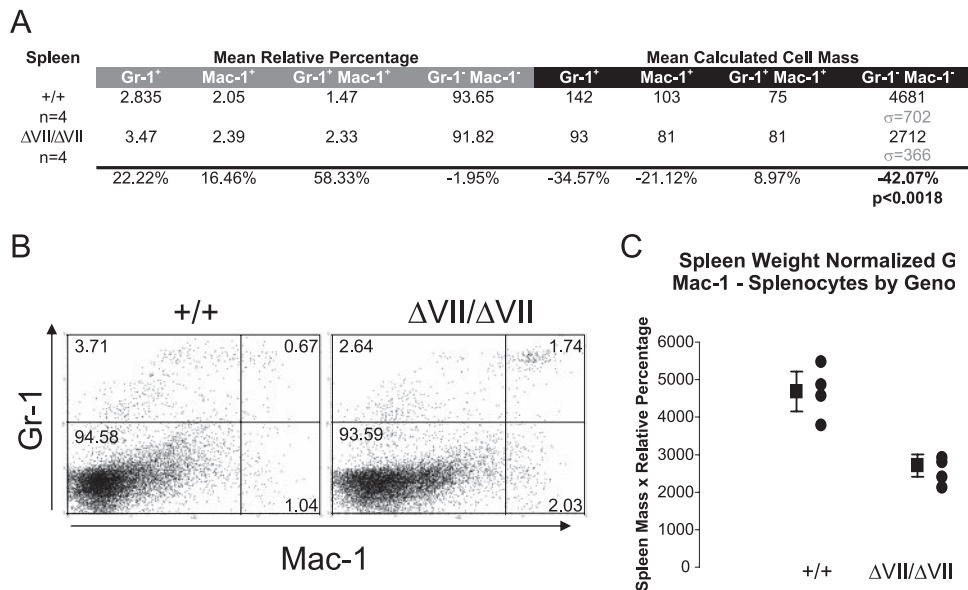 A
Spleen Mean Relative Percentage Mean Calculated Cell Mass
Gr-1+ Mac-1+ Gr-1+ Mac-1+ Gr-1- Mac-1- Gr-1+ Mac-1+ Gr-1+ Mac-1+ Gr-1- Mac-1-
+/+ 2.835 2.05 1.47 93.65 142 103 75 4681
n=4 σ=702
ΔVII/ΔVII 3.47 2.39 2.33 91.82 93 81 81 2712
n=4 σ=366
22.22% 16.46% 58.33% -1.95% -34.57% -21.12% 8.97% -42.07%
p<0.0018
B
+/+ ΔVII/ΔVII
3.71 0.67 2.64 1.74
94.58 93.59
1.04 2.03
Gr-1
Mac-1
C
Spleen Weight Normalized G
Mac-1 - Splenocytes by Geno
Spleen Mass x Relative Percentage
6000
5000
4000
3000
2000
1000
0
+/+ ΔVII/ΔVII